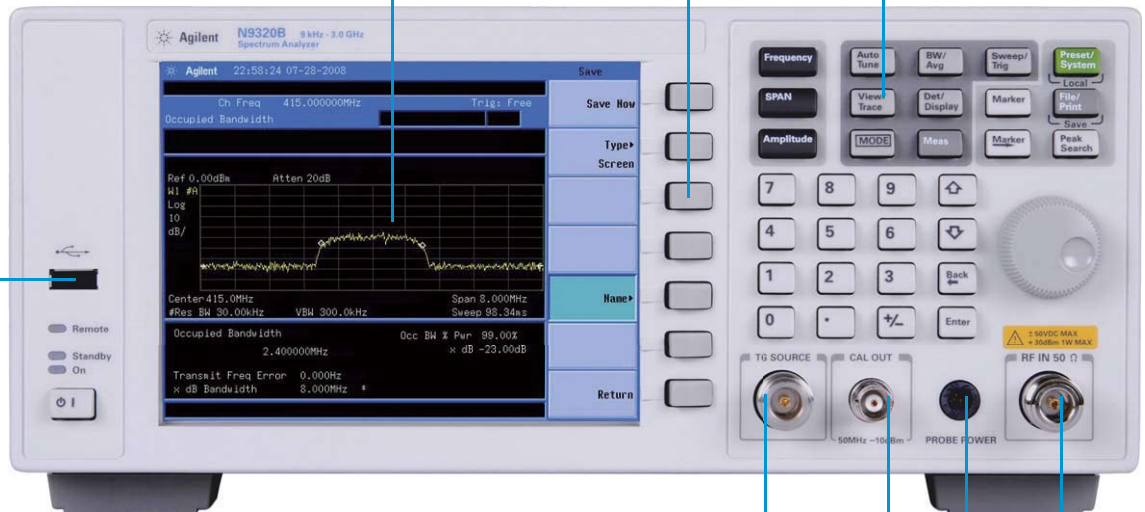 Agilent N9320B 9 kHz - 3.0 GHz
Spectrum Analyzer
Agilent 22:58:24 07-28-2008
Save
Ch Freq 415.000000MHz Trig: Free
Occupied Bandwidth
Save Now
Type
Screen
Ref 0.00dBm Atten 20dB
W1 #A
Log
10
dB/
Center 415.0MHz Span 8.000MHz
#Res BW 30.00kHz VBW 300.0kHz Sweep 98.34ms
Name
Occupied Bandwidth Occ BW % Pwr 99.00%
2.400000MHz x dB -23.00dB
Transmit Freq Error 0.000Hz
x dB Bandwidth 8.000MHz *
Return
Remote
Standby
On
Frequency
Auto Tune
BW/ Avg
Sweep/ Trig
Preset/ System
Local
SPAN
View/ Trace
Det/ Display
Marker
File/ Print
Save
Amplitude
MODE
Meas
Marker
Peak Search
7 8 9
4 5 6
1 2 3 Back
0 . +/- Enter
± 50VDC MAX
+ 30dBm 1W MAX
TG SOURCE CAL OUT RF IN 50 Ω
50MHz -10dBm PROBE POWER